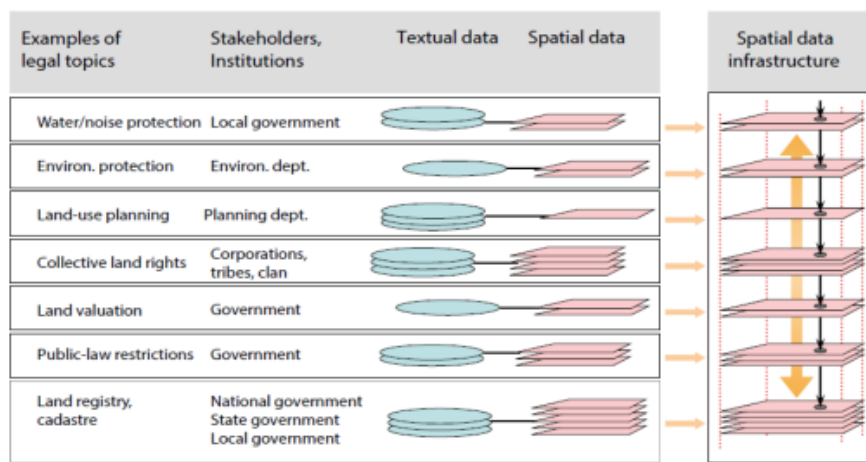 Examples of
legal topics
Stakeholders,
Institutions
Textual data
Spatial data
Spatial data
infrastructure
Water/noise protection
Local government
Environ. protection
Environ. dept.
Land-use planning
Planning dept.
Collective land rights
Corporations,
tribes, clan
Land valuation
Government
Public-law restrictions
Government
Land registry,
cadastre
National government
State government
Local government